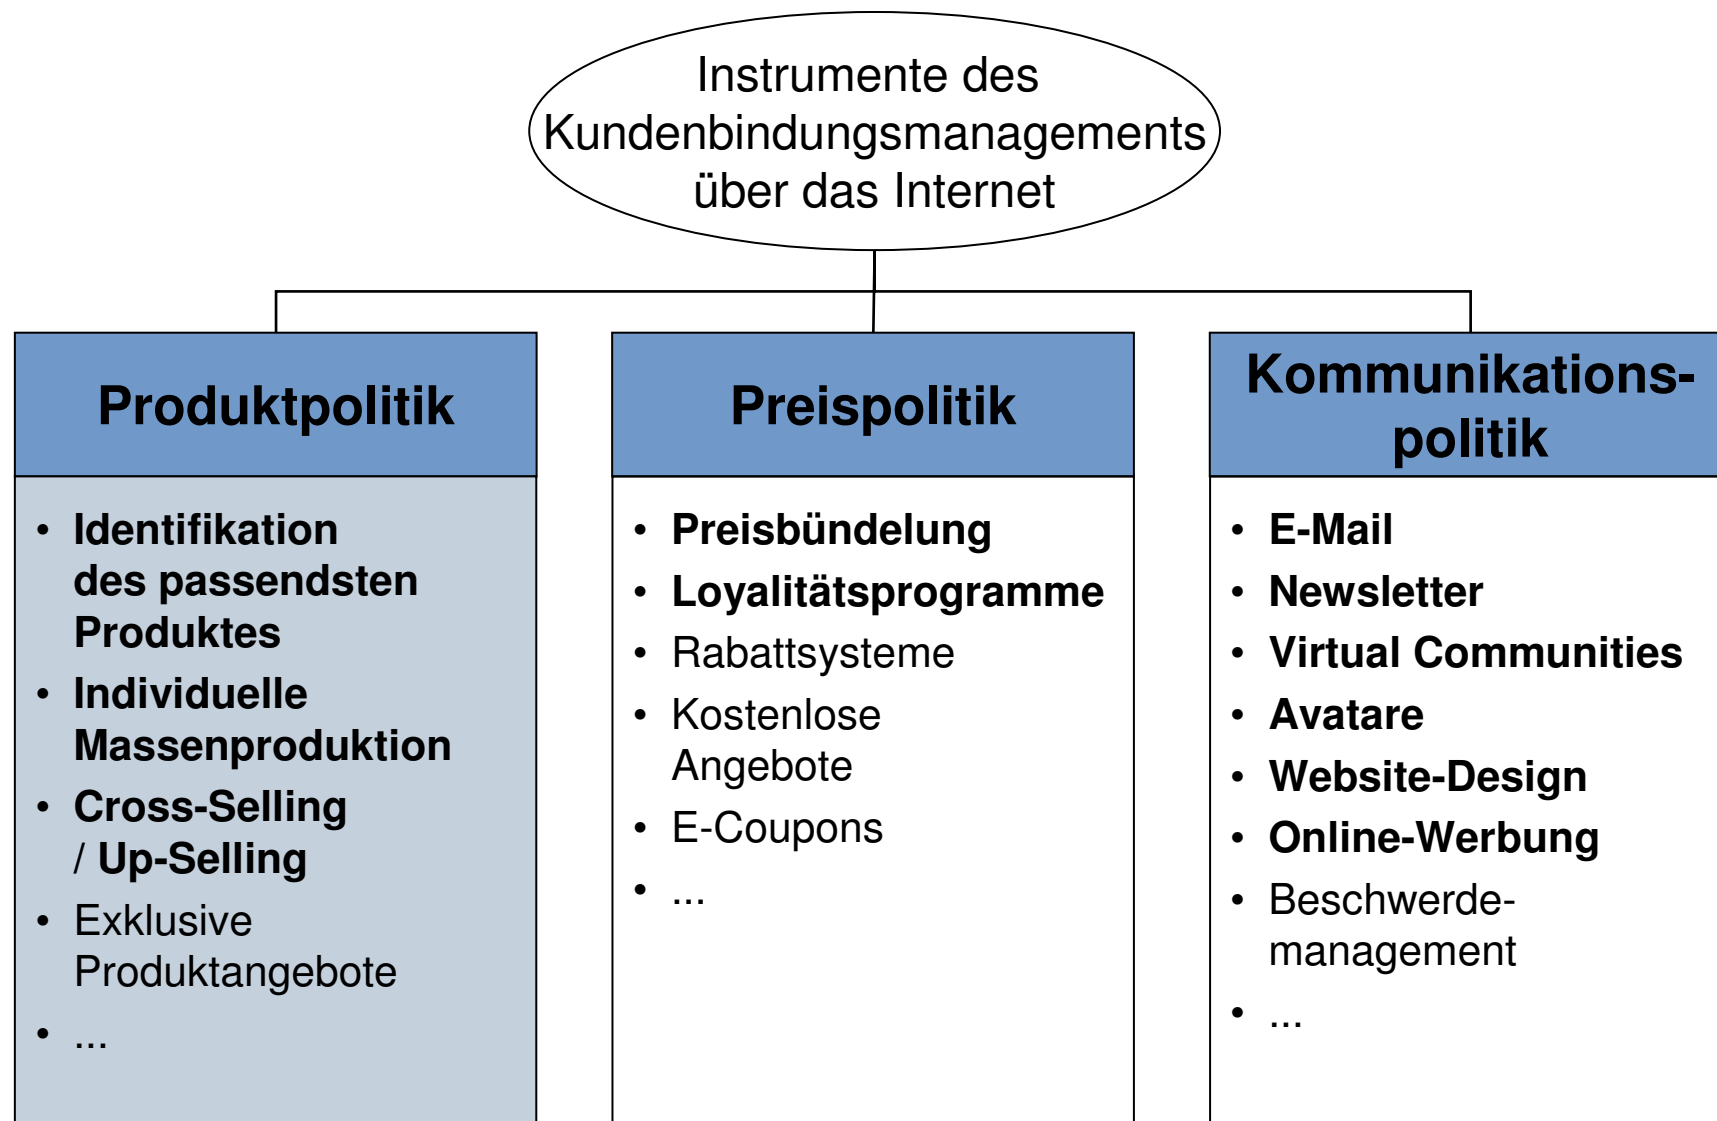 Instrumente des
Kundenbindungsmanagements
über das Internet
Produktpolitik
• Identifikation
des passendsten
Produktes
• Individuelle
Massenproduktion
• Cross-Selling
/ Up-Selling
• Exklusive
Produktangebote
• ...
Preispolitik
• Preisbündelung
• Loyalitätsprogramme
• Rabattsysteme
• Kostenlose
Angebote
• E-Coupons
• ...
Kommunikations-
politik
• E-Mail
• Newsletter
• Virtual Communities
• Avatare
• Website-Design
• Online-Werbung
• Beschwerde-
management
• ...